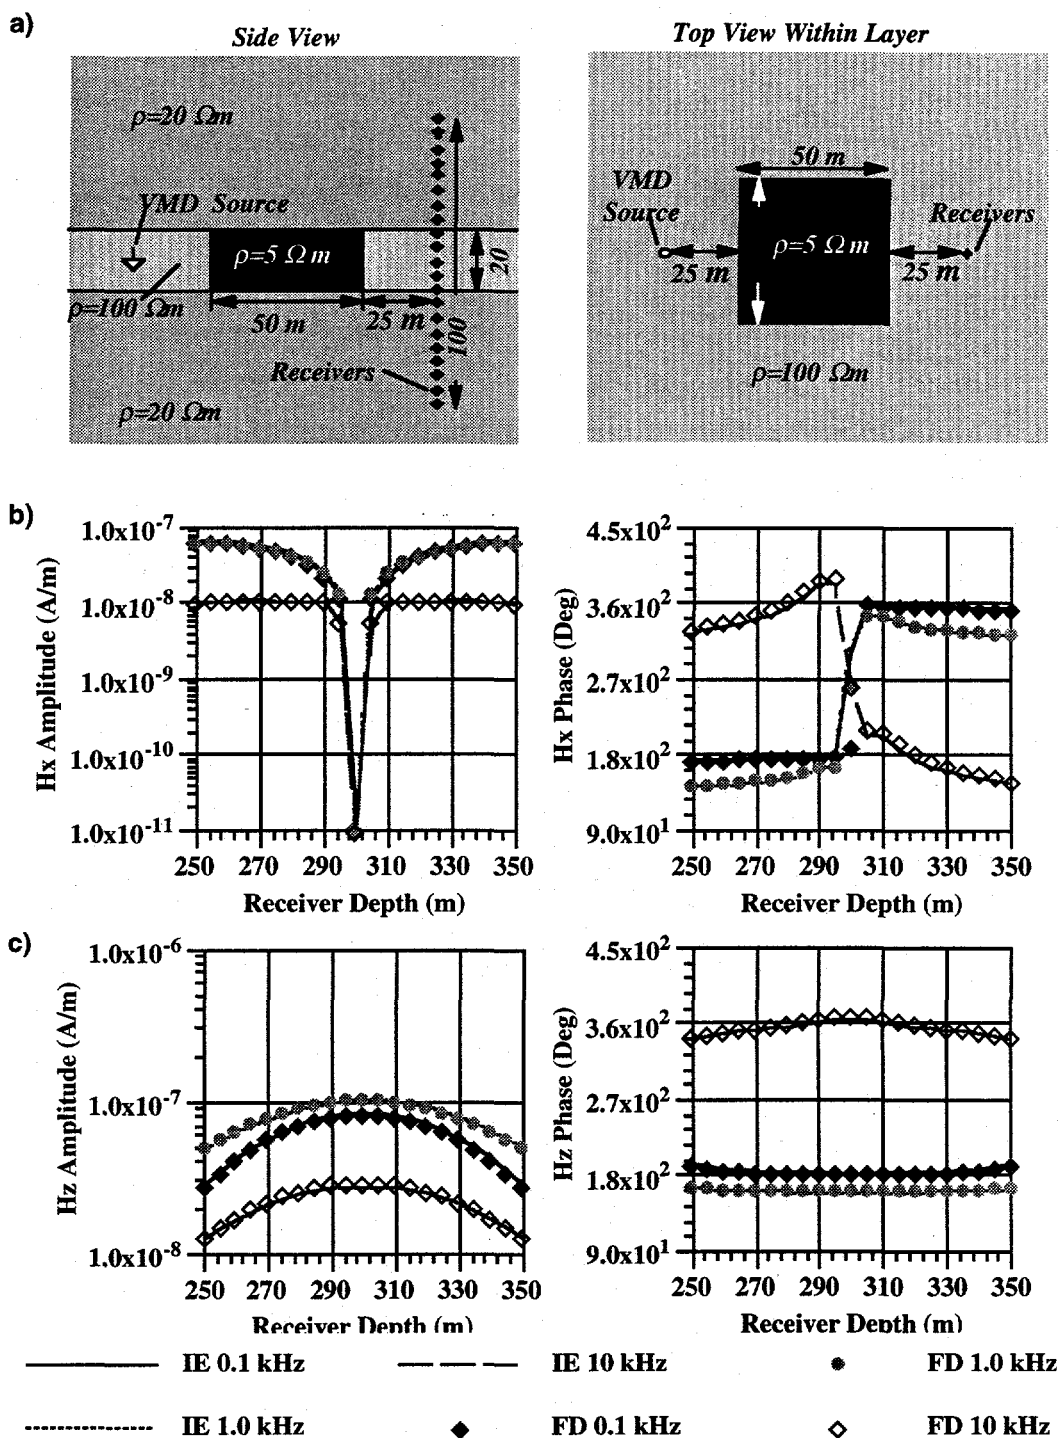 a)
Side View
Top View Within Layer
ρ=20 Ωm
VMD Source
ρ=5 Ωm
20
ρ=100 Ωm
50 m
25 m
100
Receivers
ρ=20 Ωm
50 m
VMD
Source
Receivers
ρ=5 Ωm
25 m
25 m
ρ=100 Ωm
b)
Hx Amplitude (A/m)
1.0x10⁻⁷
1.0x10⁻⁸
1.0x10⁻⁹
1.0x10⁻¹⁰
1.0x10⁻¹¹
250 270 290 310 330 350
Receiver Depth (m)
Hx Phase (Deg)
4.5x10²
3.6x10²
2.7x10²
1.8x10²
9.0x10¹
250 270 290 310 330 350
Receiver Depth (m)
c)
Hz Amplitude (A/m)
1.0x10⁻⁶
1.0x10⁻⁷
1.0x10⁻⁸
250 270 290 310 330 350
Receiver Depth (m)
Hz Phase (Deg)
4.5x10²
3.6x10²
2.7x10²
1.8x10²
9.0x10¹
250 270 290 310 330 350
Receiver Depth (m)
IE 0.1 kHz
IE 10 kHz
FD 1.0 kHz
IE 1.0 kHz
FD 0.1 kHz
FD 10 kHz